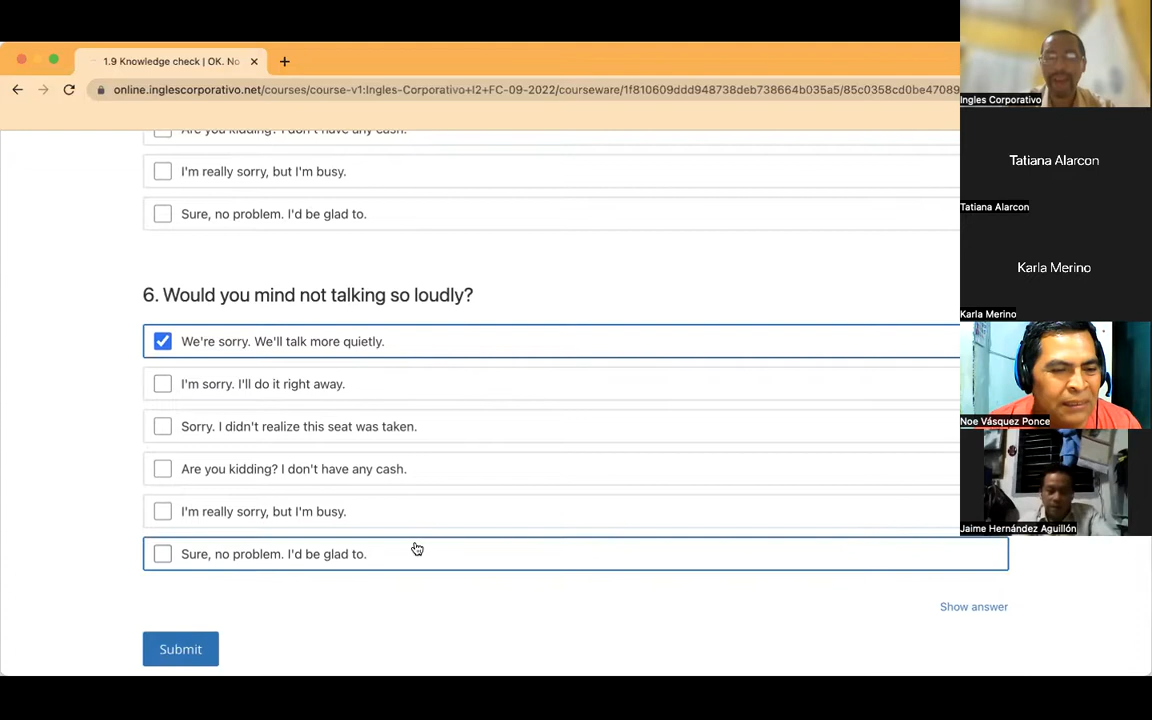 1.9 Knowledge check | OK. No
online.inglescorporativo.net/courses/course-v1:Ingles-Corporativo+I2+FC-09-2022/courseware/1f810609ddd948738deb738664b035a5/85c0358cd0be47089
Are you kidding? I don't have any cash.
I'm really sorry, but I'm busy.
Sure, no problem. I'd be glad to.
6. Would you mind not talking so loudly?
We're sorry. We'll talk more quietly.
I'm sorry. I'll do it right away.
Sorry. I didn't realize this seat was taken.
Are you kidding? I don't have any cash.
I'm really sorry, but I'm busy.
Sure, no problem. I'd be glad to.
Show answer
Submit
Ingles Corporativo
Tatiana Alarcon
Tatiana Alarcon
Karla Merino
Karla Merino
Noe Vásquez Ponce
Jaime Hernández Aguillón